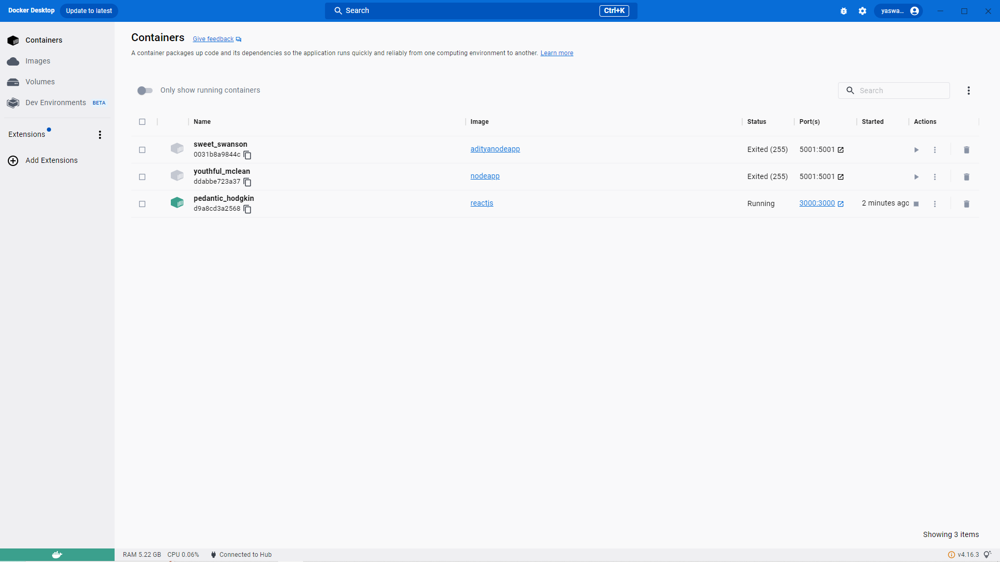 Docker Desktop Update to latest Search Ctrl+K yaswa...
Containers
Images
Volumes
Dev Environments BETA
Extensions
Add Extensions
Containers Give feedback
A container packages up code and its dependencies so the application runs quickly and reliably from one computing environment to another. Learn more
Only show running containers Search
Name Image Status Port(s) Started Actions
sweet_swanson
0031b8a9844c adityanodeapp Exited (255) 5001:5001
youthful_mclean
ddabbe723a37 nodeapp Exited (255) 5001:5001
pedantic_hodgkin
d9a8cd3a2568 reactjs Running 3000:3000 2 minutes ago
Showing 3 items
RAM 5.22 GB CPU 0.06% Connected to Hub v4.16.3